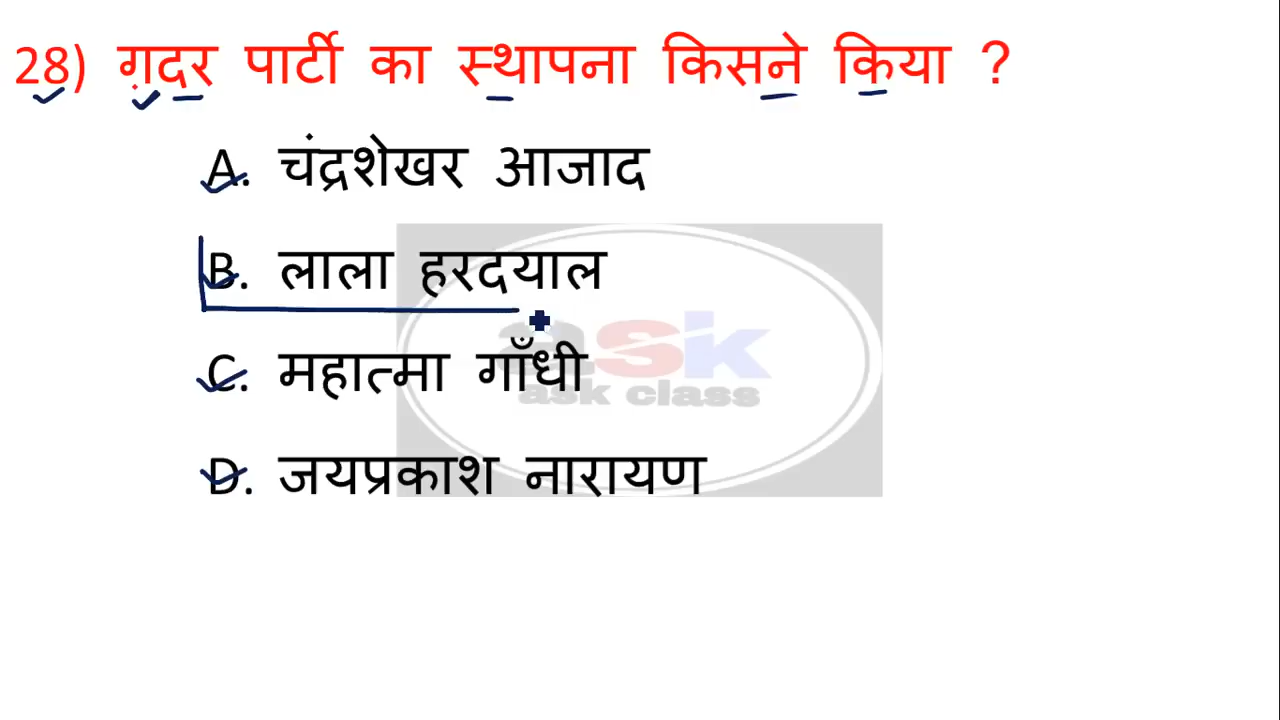 28) ग़दर पार्टी का स्थापना किसने किया ?
A. चंद्रशेखर आजाद
B. लाला हरदयाल
ask
C. महात्मा गाँधी
ask class
D. जयप्रकाश नारायण